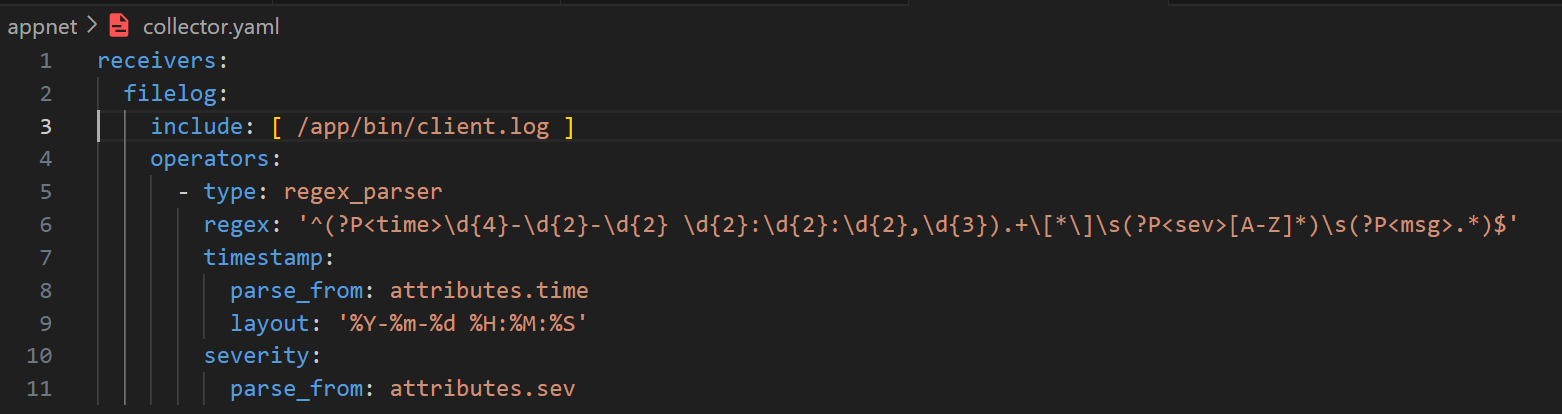 appnet > collector.yaml
1 receivers:
2 filelog:
3 include: [ /app/bin/client.log ]
4 operators:
5 - type: regex_parser
6 regex: '^(?P<time>\d{4}-\d{2}-\d{2} \d{2}:\d{2}:\d{2},\d{3}).+\[*\]\s(?P<sev>[A-Z]*)\s(?P<msg>.*)$'
7 timestamp:
8 parse_from: attributes.time
9 layout: '%Y-%m-%d %H:%M:%S'
10 severity:
11 parse_from: attributes.sev